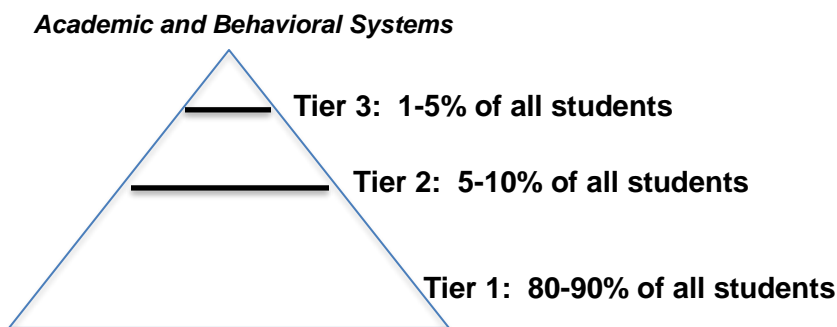 Academic and Behavioral Systems
Tier 3:  1-5% of all students
Tier 2:  5-10% of all students
Tier 1:  80-90% of all students